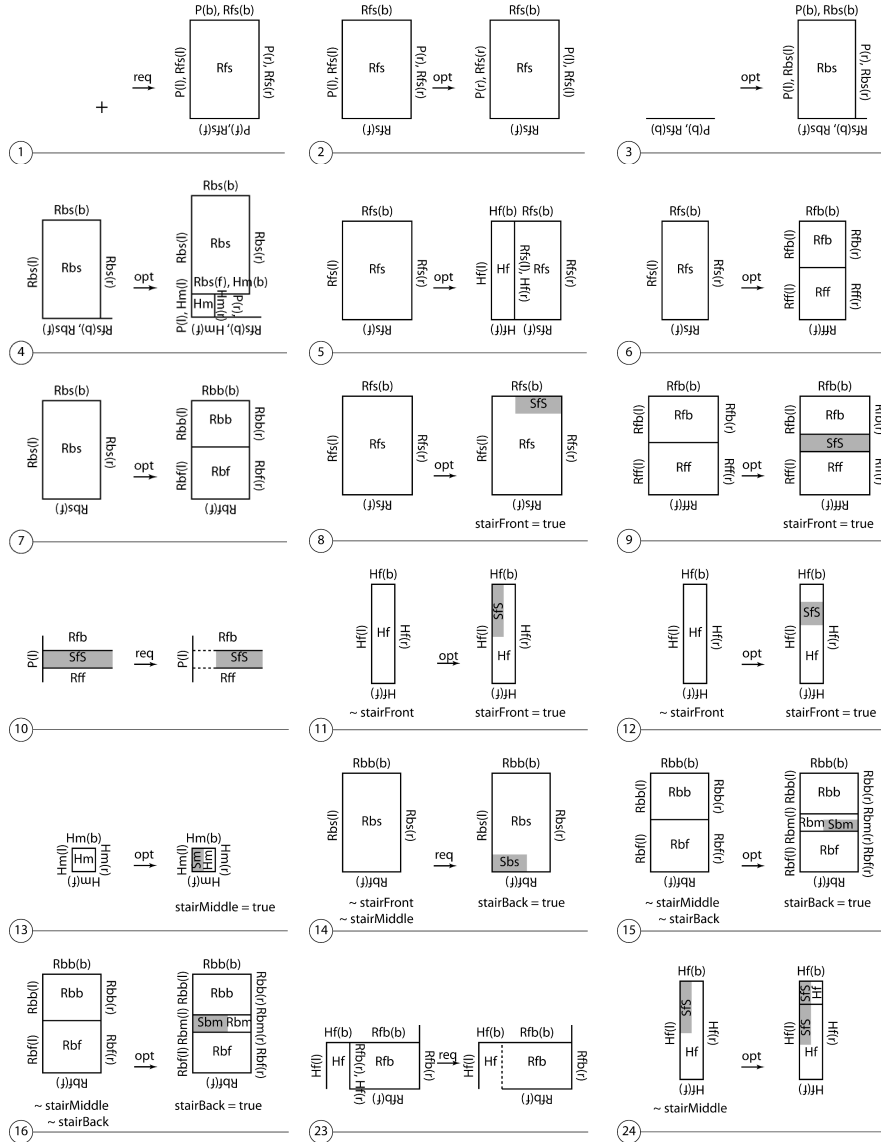 P(b), Rfs(b)
P(l), Rfs(l)
Rfs
P(r), Rfs(r)
P(f),Rfs(f)
+
req
1
Rfs(b)
P(l), Rfs(l)
Rfs
P(r), Rfs(r)
Rfs(f)
opt
Rfs(b)
P(r), Rfs(r)
Rfs
P(l), Rfs(l)
Rfs(f)
2
P(b), Rfs(b)
opt
P(b), Rbs(b)
P(l), Rbs(l)
Rbs
P(r), Rbs(r)
Rfs(b), Rbs(f)
3
Rbs(b)
Rbs(l)
Rbs
Rbs(r)
Rfs(b), Rbs(f)
opt
Rbs(b)
Rbs(l)
Rbs
Rbs(r)
Rbs(f), Hm(b)
P(l), Hm(l)
Hm
Hm(r)
P(r),
Rfs(b), Hm(f)
4
Rfs(b)
Rfs(l)
Rfs
Rfs(r)
Rfs(f)
opt
Hf(b) Rfs(b)
Hf(l)
Hf
Rfs(l), Hf(r)
Rfs
Rfs(r)
Hf(f)
Rfs(f)
5
Rfs(b)
Rfs(l)
Rfs
Rfs(r)
Rfs(f)
opt
Rfb(b)
Rfb(l)
Rfb
Rfb(r)
Rff(l)
Rff
Rff(r)
Rff(f)
6
Rbs(b)
Rbs(l)
Rbs
Rbs(r)
Rbs(f)
opt
Rbb(b)
Rbb(l)
Rbb
Rbb(r)
Rbf(l)
Rbf
Rbf(r)
Rbf(f)
7
Rfs(b)
Rfs(l)
Rfs
Rfs(r)
Rfs(f)
opt
Rfs(b)
SfS
Rfs(l)
Rfs
Rfs(r)
Rfs(f)
stairFront = true
8
Rfb(b)
Rfb(l)
Rfb
Rfb(r)
Rff(l)
Rff
Rff(r)
Rff(f)
opt
Rfb(b)
Rfb(l)
Rfb
Rfb(r)
SfS
Rff(l)
Rff
Rff(r)
Rff(f)
stairFront = true
9
Rfb
P(l)
SfS
Rff
req
Rfb
P(l)
SfS
Rff
10
Hf(b)
Hf(l)
Hf
Hf(r)
Hf(f)
~ stairFront
opt
Hf(b)
SfS
Hf(l)
Hf
Hf(r)
Hf(f)
stairFront = true
11
Hf(b)
Hf(l)
Hf
Hf(r)
Hf(f)
~ stairFront
opt
Hf(b)
SfS
Hf(l)
Hf
Hf(r)
Hf(f)
stairFront = true
12
Hm(b)
Hm(l)
Hm
Hm(r)
Hm(f)
opt
Hm(b)
Hm(l)
Sm
Hm
Hm(r)
Hm(f)
stairMiddle = true
13
Rbb(b)
Rbs(l)
Rbs
Rbs(r)
Rbf(f)
~ stairFront
~ stairMiddle
req
Rbb(b)
Rbs(l)
Rbs
Rbs(r)
Sbs
Rbf(f)
stairBack = true
14
Rbb(b)
Rbb(l)
Rbb
Rbb(r)
Rbf(l)
Rbf
Rbf(r)
Rbf(f)
~ stairMiddle
~ stairBack
opt
Rbb(b)
Rbb(l)
Rbb
Rbb(r)
Rbm(l)
Rbm
Sbm
Rbm(r)
Rbf(l)
Rbf
Rbf(r)
Rbf(f)
stairBack = true
15
Rbb(b)
Rbb(l)
Rbb
Rbb(r)
Rbf(l)
Rbf
Rbf(r)
Rbf(f)
~ stairMiddle
~ stairBack
opt
Rbb(b)
Rbb(l)
Rbb
Rbb(r)
Rbm(l)
Sbm
Rbm
Rbm(r)
Rbf(l)
Rbf
Rbf(r)
Rbf(f)
stairBack = true
16
Hf(b) Rfb(b)
Hf(l)
Hf
Rfb(r), Hf(r)
Rfb
Rfb(r)
Rbf(f)
req
Hf(b) Rfb(b)
Hf(l)
Hf
Rfb
Rfb(r)
Rbf(f)
23
Hf(b)
SfS
Hf(l)
Hf
Hf(r)
Hf(f)
~ stairMiddle
opt
Hf(b)
SfS
Hf
SfS
Hf(l)
Hf
Hf(r)
Hf(f)
24